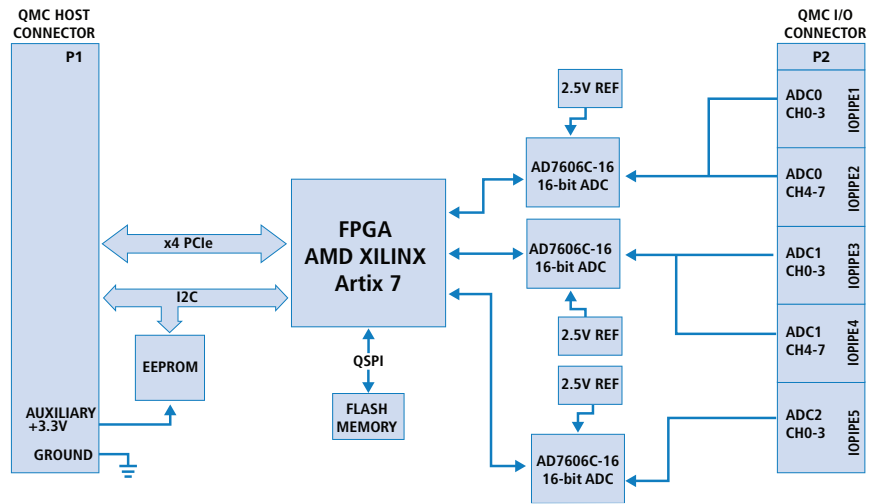 QMC HOST
CONNECTOR
P1
x4 PCIe
I2C
EEPROM
AUXILIARY
+3.3V
GROUND
FPGA
AMD XILINX
Artix 7
QSPI
FLASH
MEMORY
2.5V REF
AD7606C-16
16-bit ADC
AD7606C-16
16-bit ADC
2.5V REF
2.5V REF
AD7606C-16
16-bit ADC
QMC I/O
CONNECTOR
P2
ADC0
CH0-3
IOPIPE1
ADC0
CH4-7
IOPIPE2
ADC1
CH0-3
IOPIPE3
ADC1
CH4-7
IOPIPE4
ADC2
CH0-3
IOPIPE5